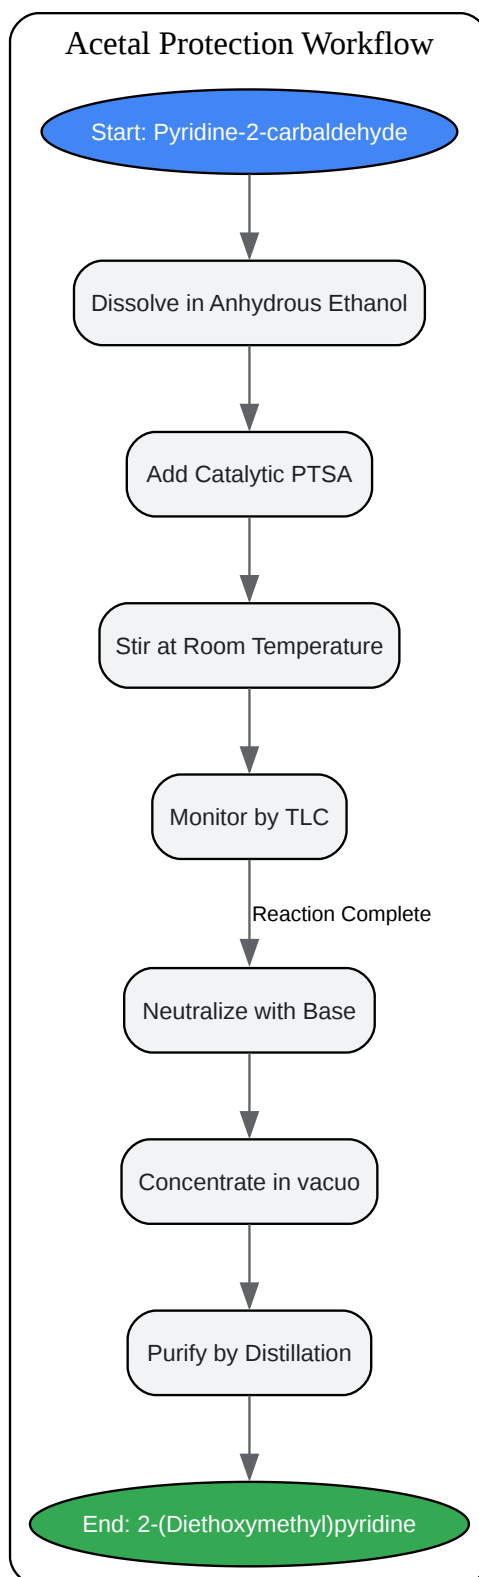 Acetal Protection Workflow
Start: Pyridine-2-carbaldehyde
Dissolve in Anhydrous Ethanol
Add Catalytic PTSA
Stir at Room Temperature
Monitor by TLC
Reaction Complete
Neutralize with Base
Concentrate in vacuo
Purify by Distillation
End: 2-(Diethoxymethyl)pyridine